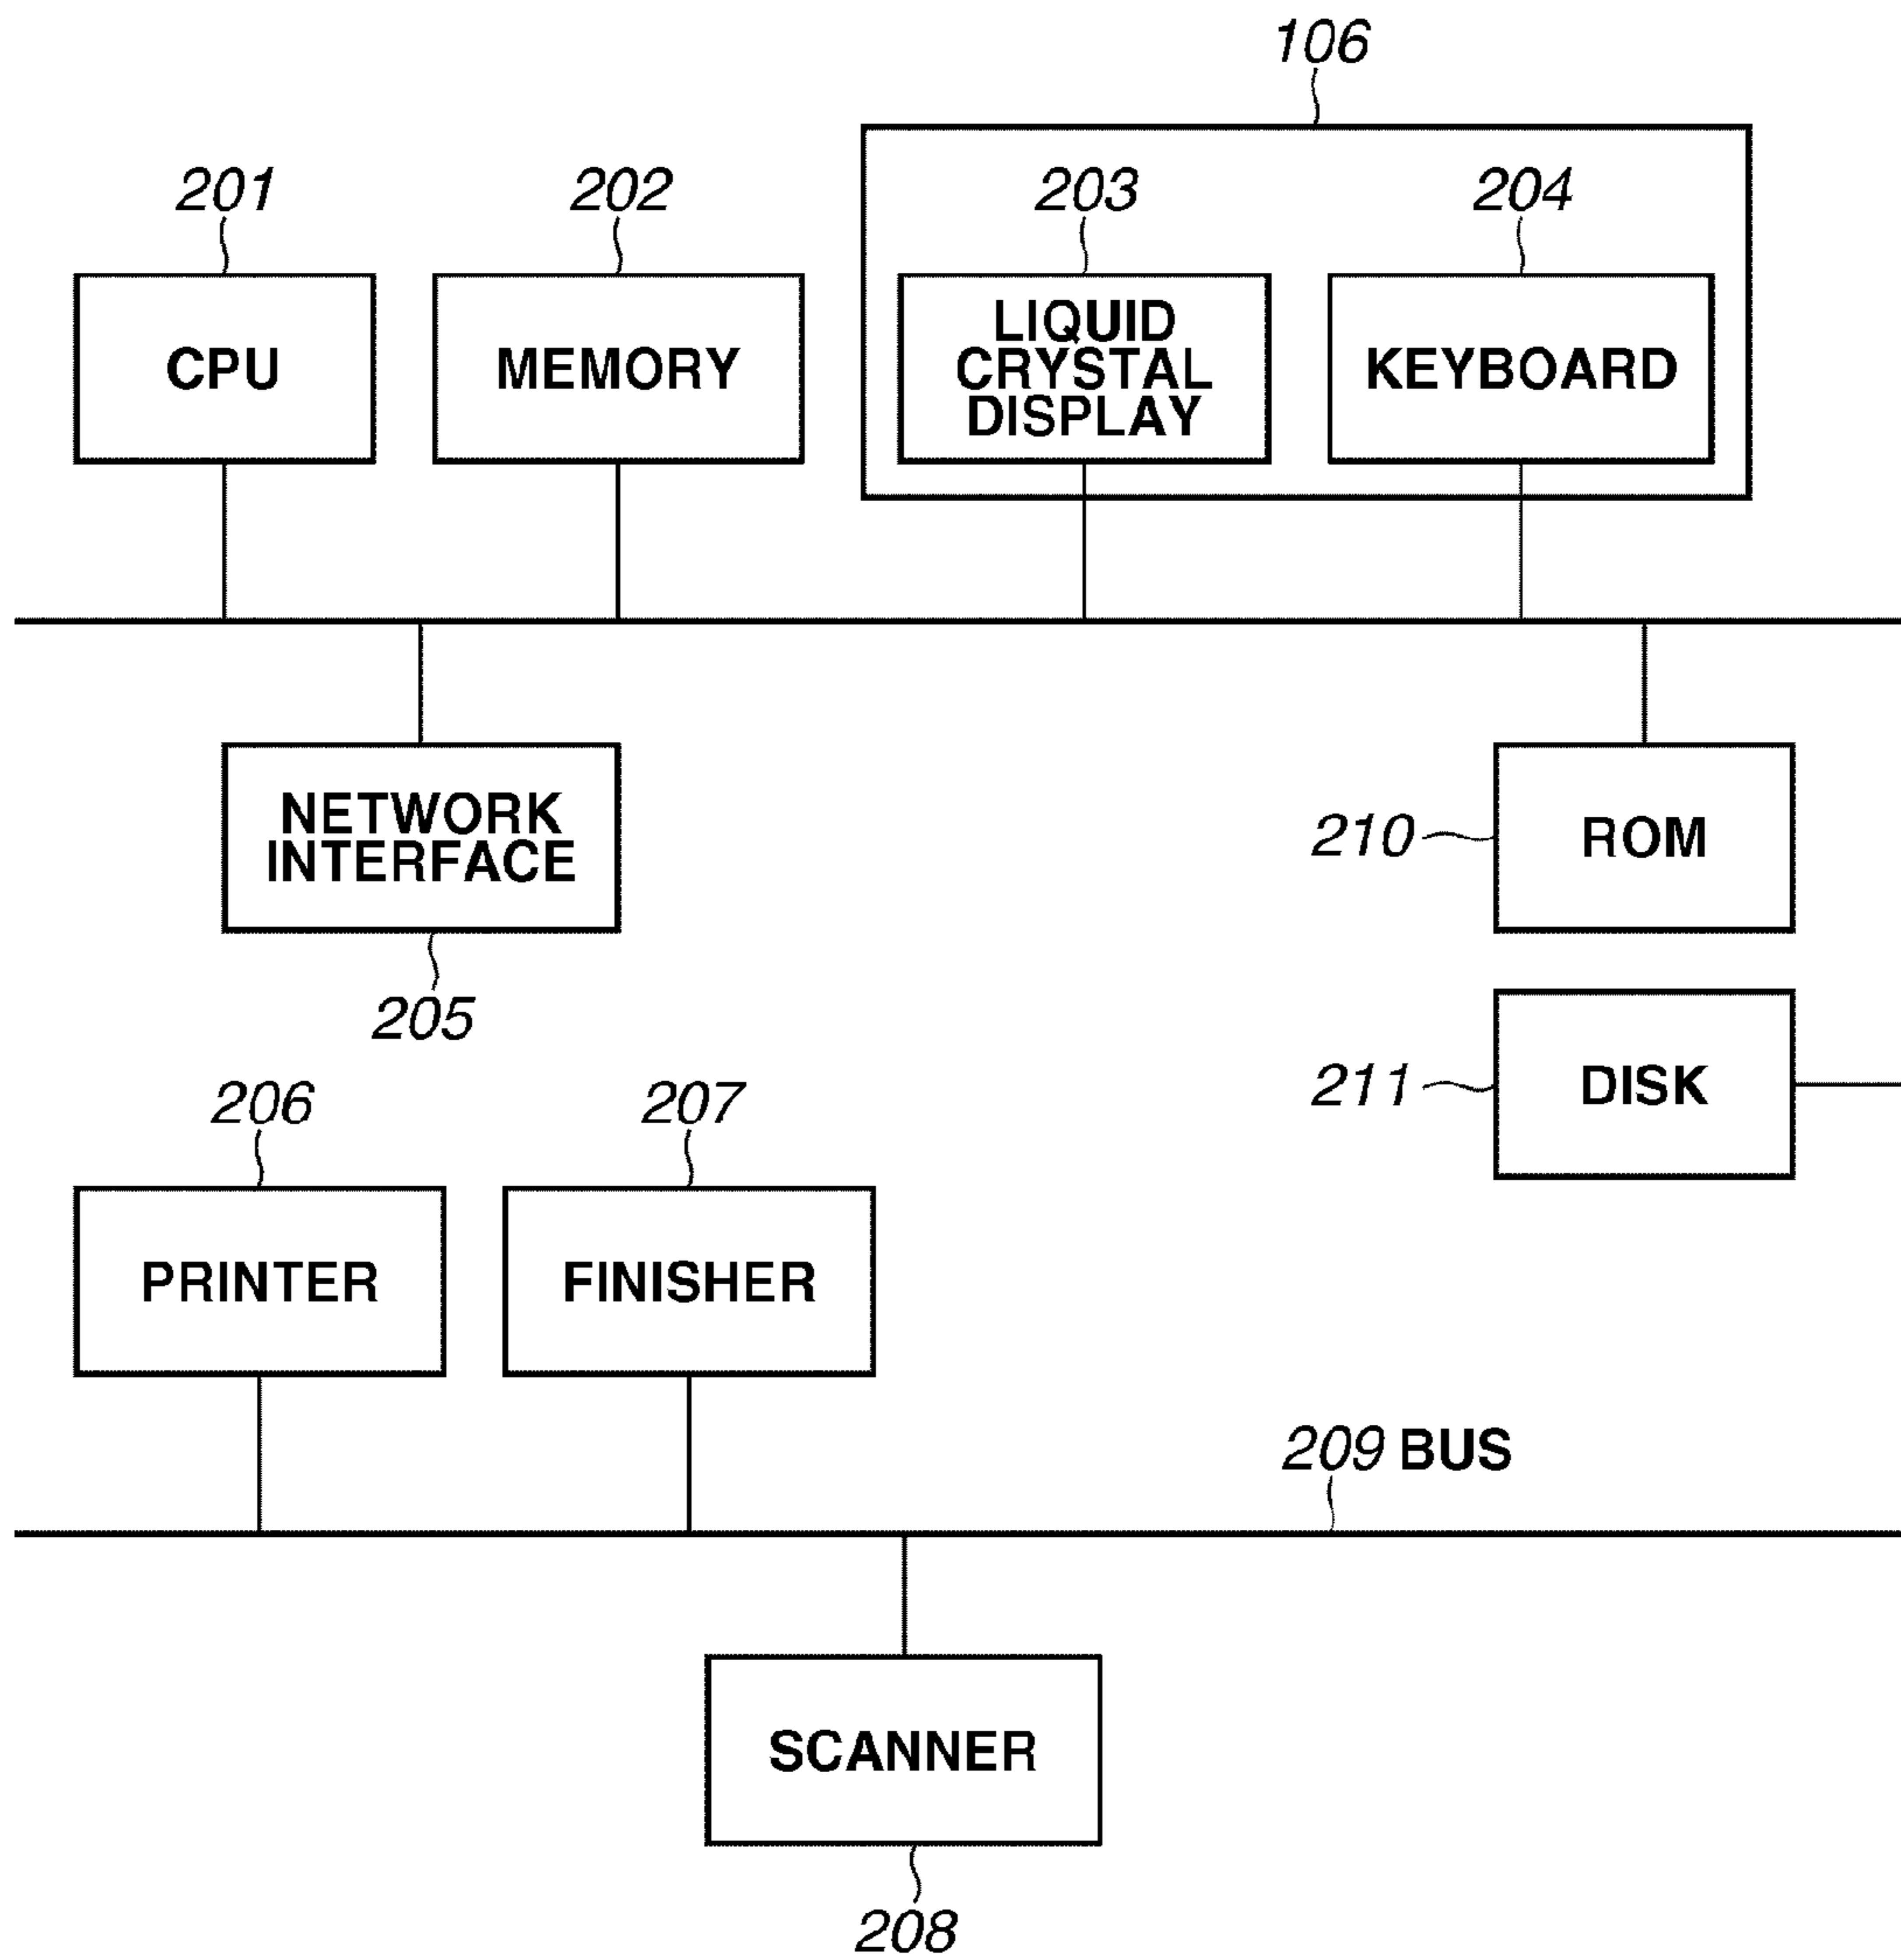 106
201
202
203
204
CPU
MEMORY
LIQUID
CRYSTAL
DISPLAY
KEYBOARD
NETWORK
INTERFACE
205
210
ROM
211
DISK
206
207
PRINTER
FINISHER
209 BUS
SCANNER
208